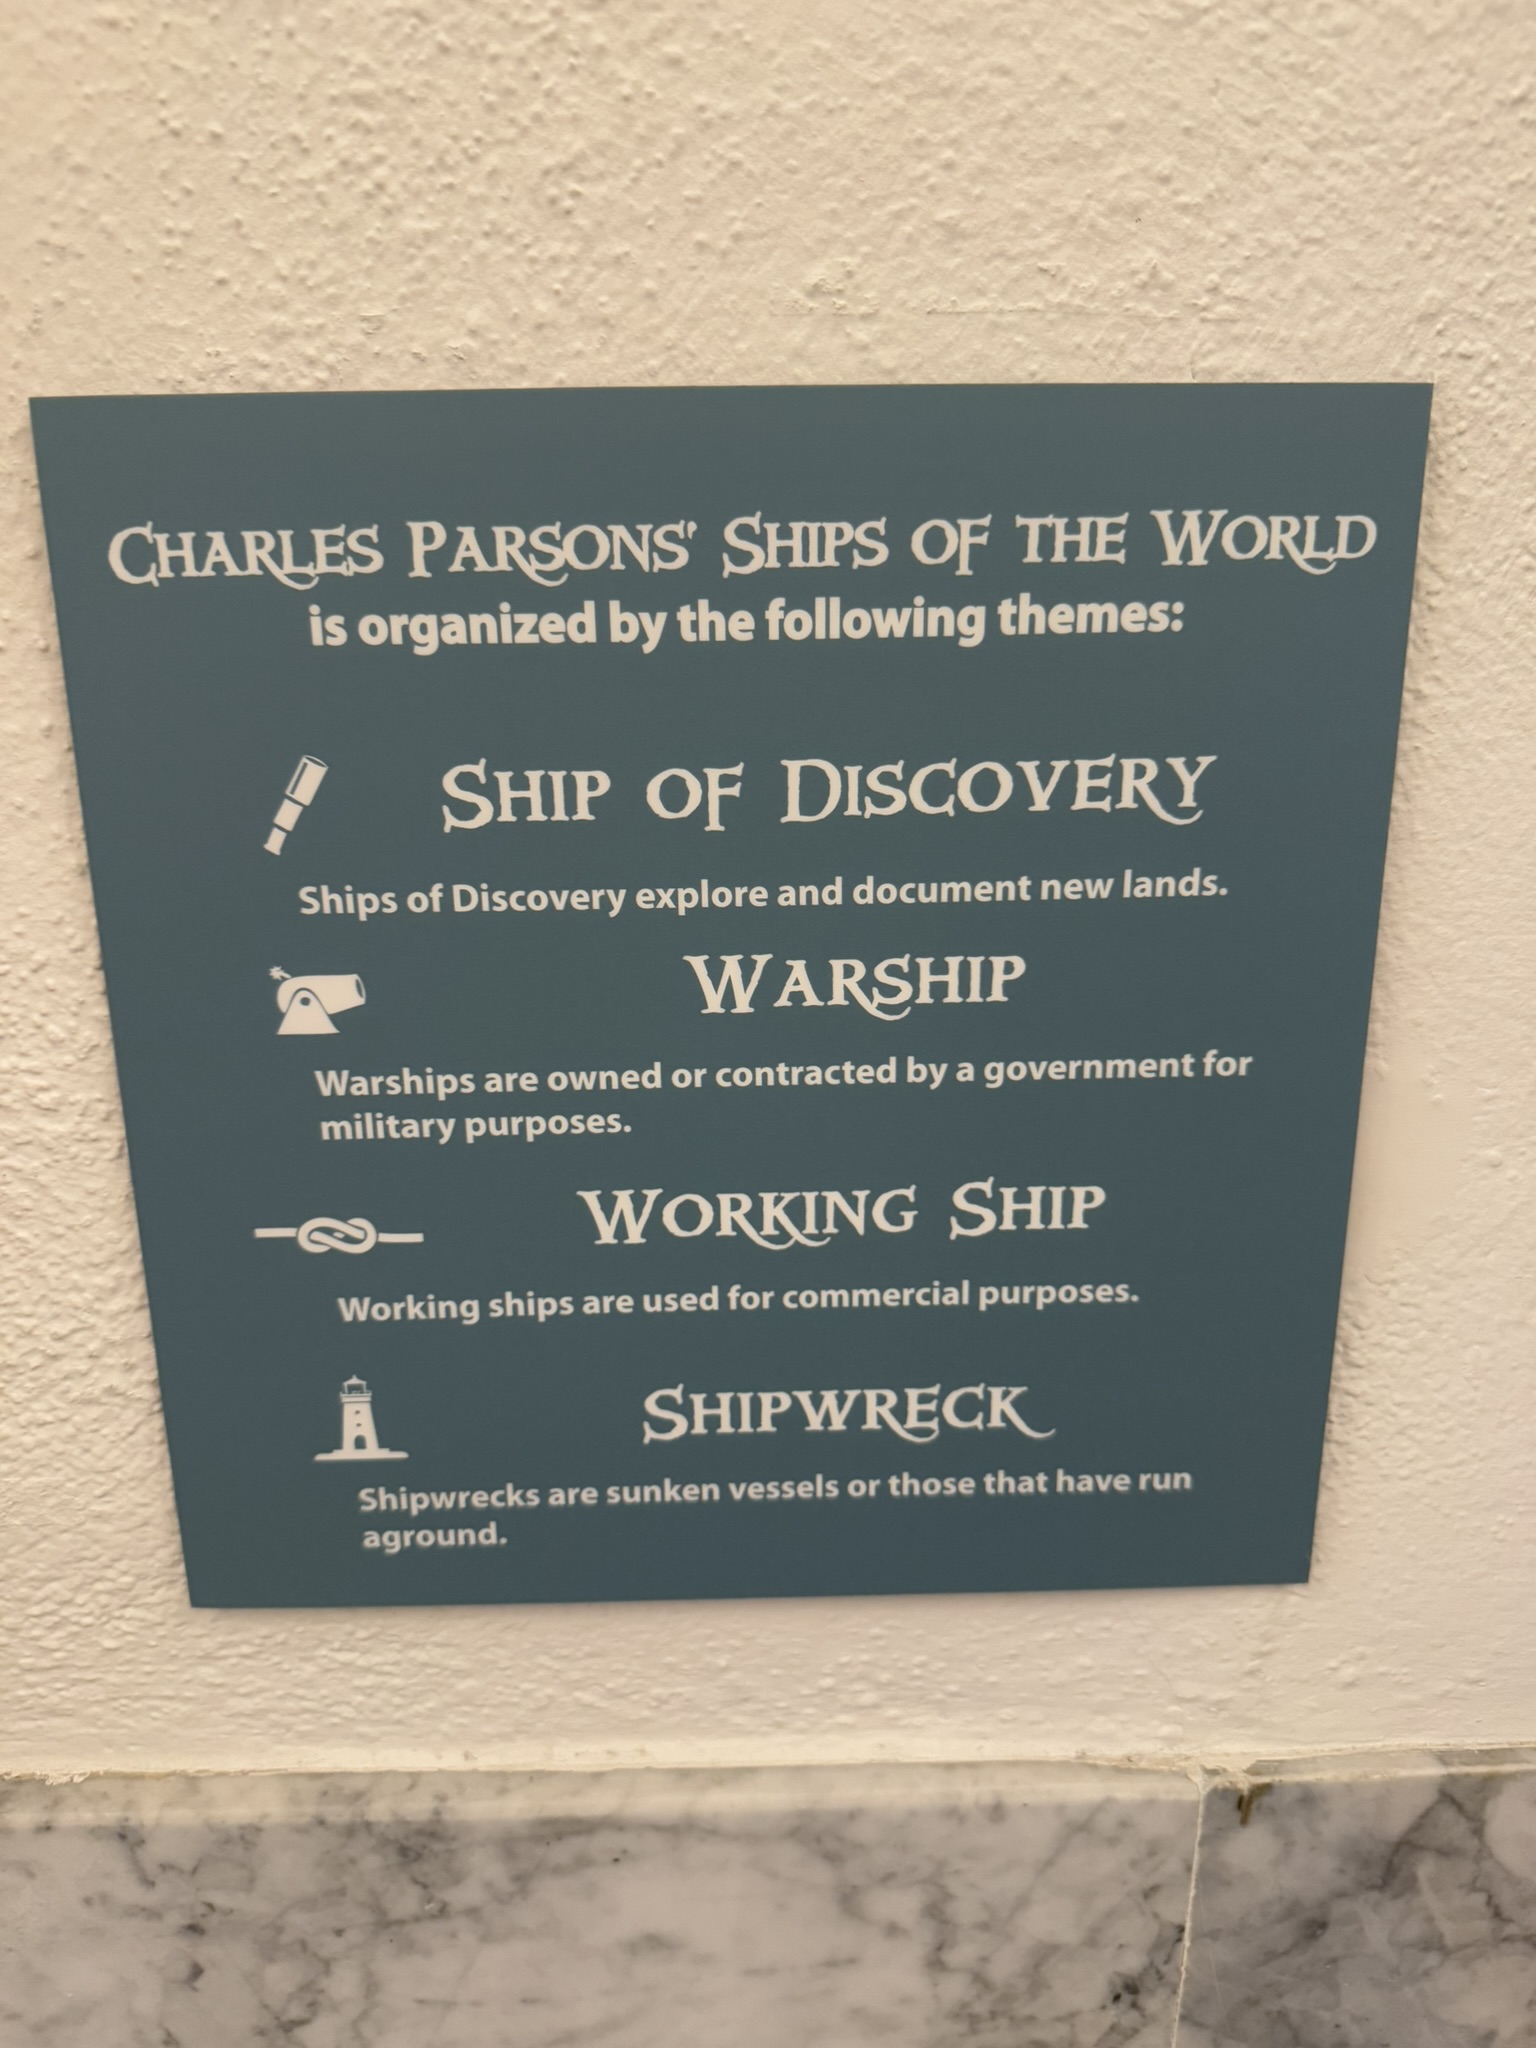 Charles Parsons' Ships of the World
is organized by the following themes:
Ship of Discovery
Ships of Discovery explore and document new lands.
Warship
Warships are owned or contracted by a government for
military purposes.
Working Ship
Working ships are used for commercial purposes.
Shipwreck
Shipwrecks are sunken vessels or those that have run
aground.